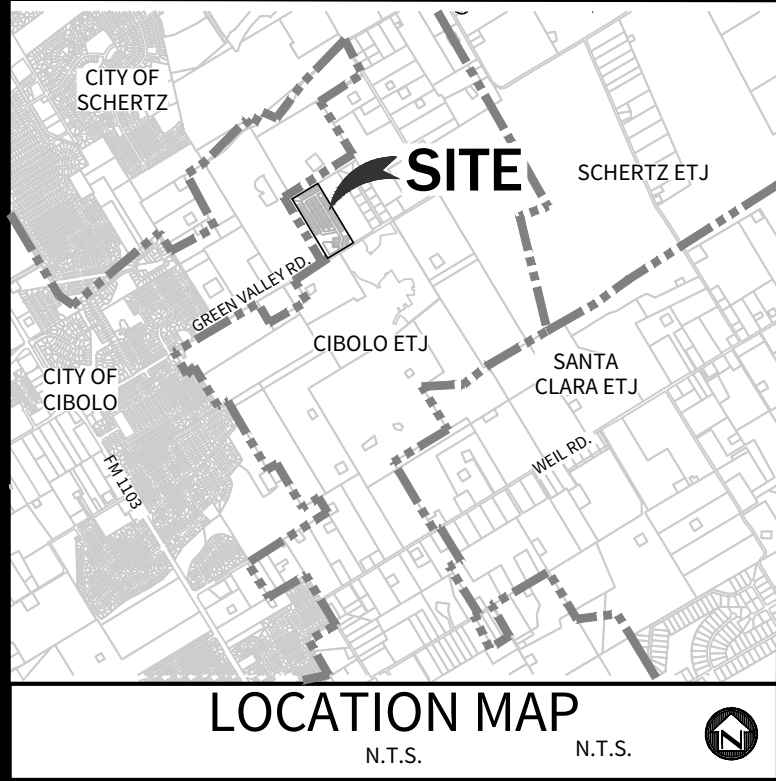 CITY OF
SCHERTZ
SITE
SCHERTZ ETJ
GREEN VALLEY RD.
CIBOLO ETJ
SANTA
CLARA ETJ
CITY OF
CIBOLO
WEIL RD.
FM 1103
LOCATION MAP
N.T.S.
N.T.S.
N